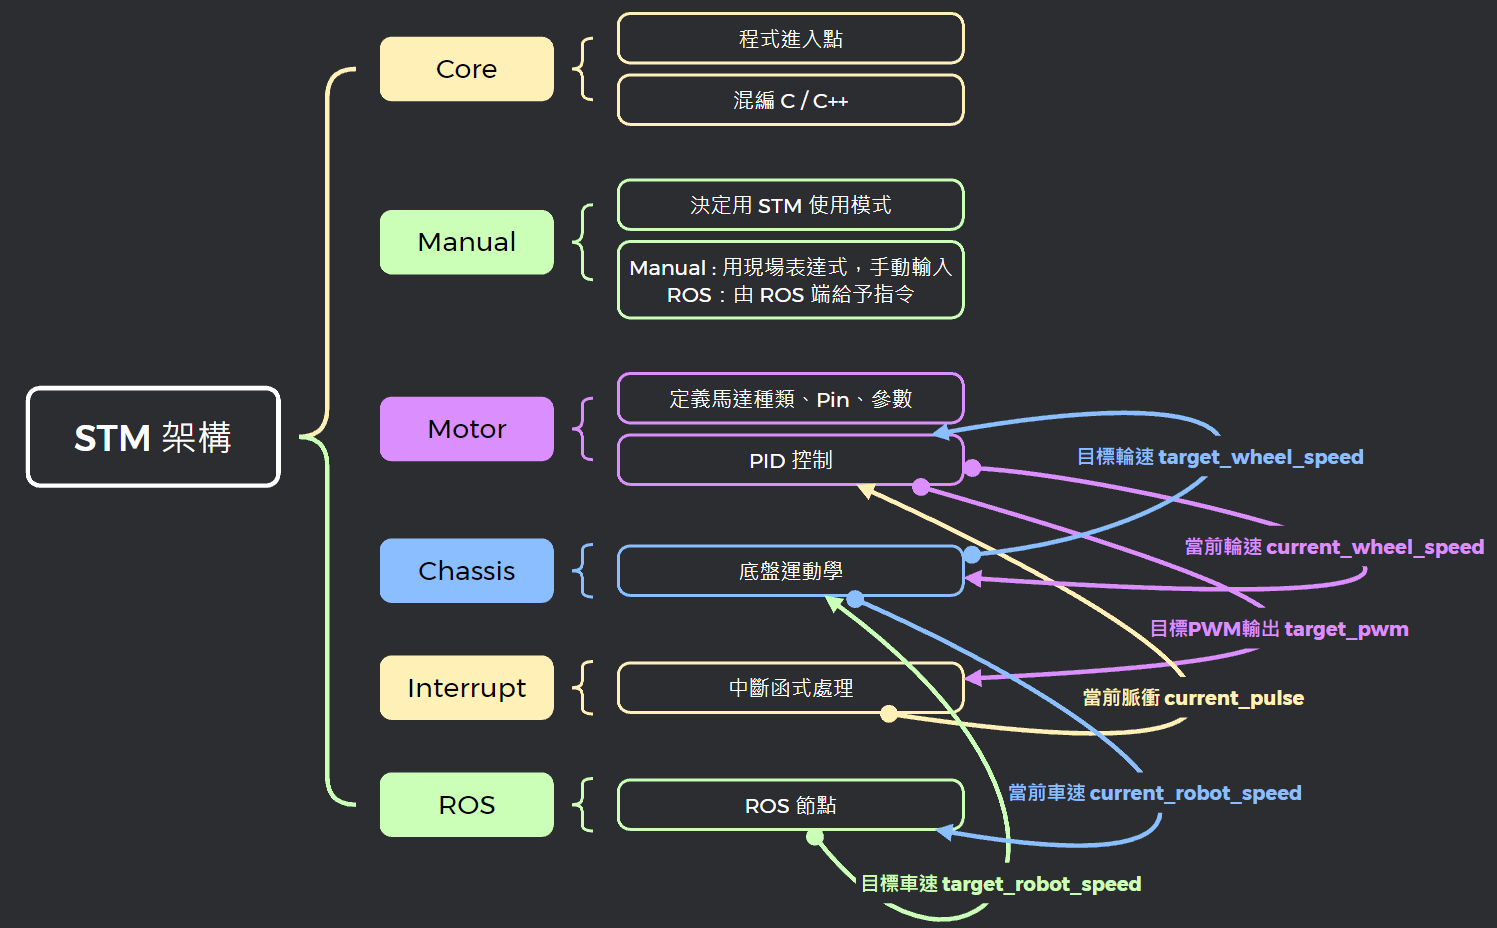 STM 架構
Core
程式進入點
混編 C / C++
Manual
決定用 STM 使用模式
Manual : 用現場表達式，手動輸入
ROS：由 ROS 端給予指令
Motor
定義馬達種類、Pin、參數
PID 控制
目標輪速 target_wheel_speed
當前輪速 current_wheel_speed
Chassis
底盤運動學
目標PWM輸出 target_pwm
Interrupt
中斷函式處理
當前脈衝 current_pulse
ROS
ROS 節點
當前車速 current_robot_speed
目標車速 target_robot_speed